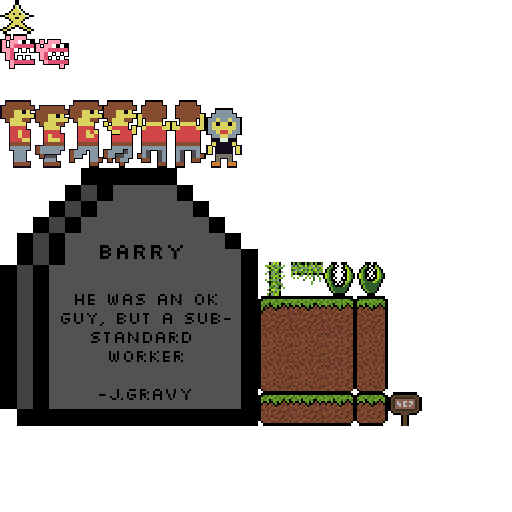 BARRY
HE WAS AN OK
GUY, BUT A SUB-
STANDARD
WORKER
-J.GRAVY